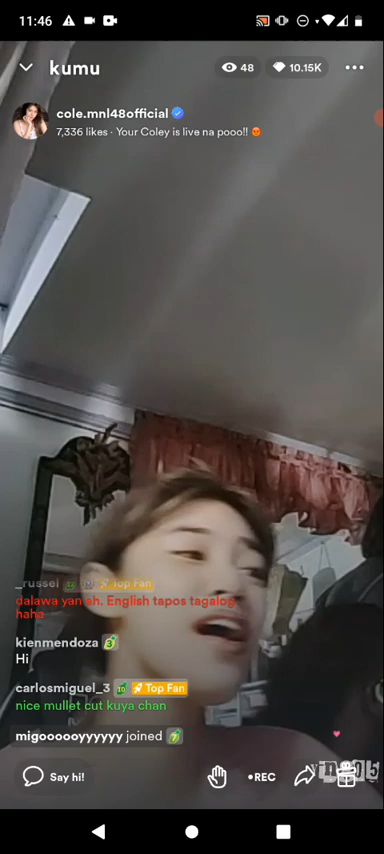 11:46
kumu
48
10.15K
cole.mnl48official
7,336 likes · Your Coley is live na pooo!!
_russel Top Fan
dalawa yan eh. English tapos tagalog
haha
kienmendoza 3
Hi
carlosmiguel_3 10 Top Fan
nice mullet cut kuya chan
migoooooyyyyyy joined
Say hi!
•REC